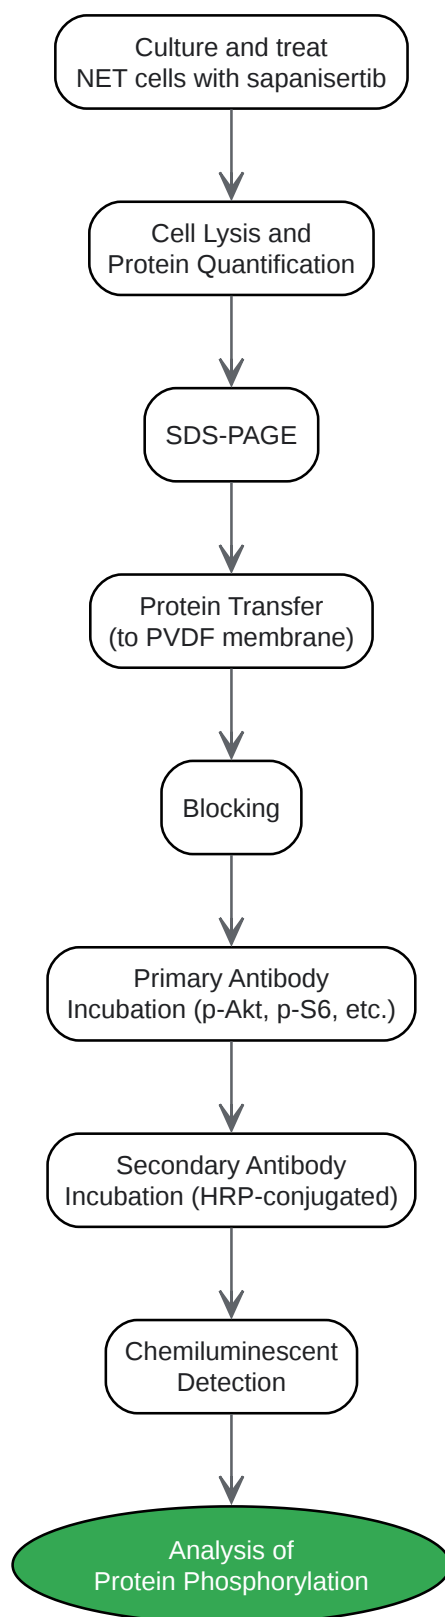 Culture and treat
NET cells with sapanisertib
Cell Lysis and
Protein Quantification
SDS-PAGE
Protein Transfer
(to PVDF membrane)
Blocking
Primary Antibody
Incubation (p-Akt, p-S6, etc.)
Secondary Antibody
Incubation (HRP-conjugated)
Chemiluminescent
Detection
Analysis of
Protein Phosphorylation